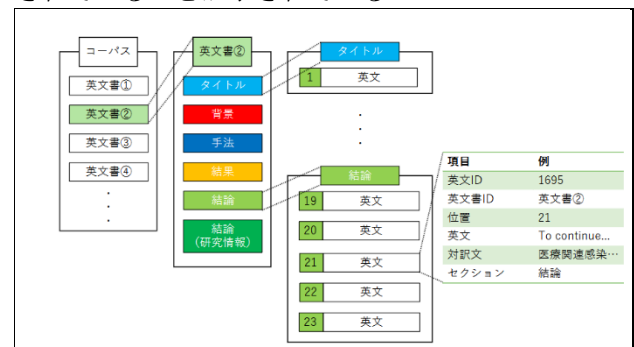 コーパス
英文書①
英文書②
英文書③
英文書④
・
・
・
英文書②
タイトル
背景
手法
結果
結論
結論
(研究情報)
タイトル
1 英文
・
・
・
結論
19 英文
20 英文
21 英文
22 英文
23 英文
項目 例
英文ID 1695
英文書ID 英文書②
位置 21
英文 To continue...
対訳文 医療関連感染…
セクション 結論